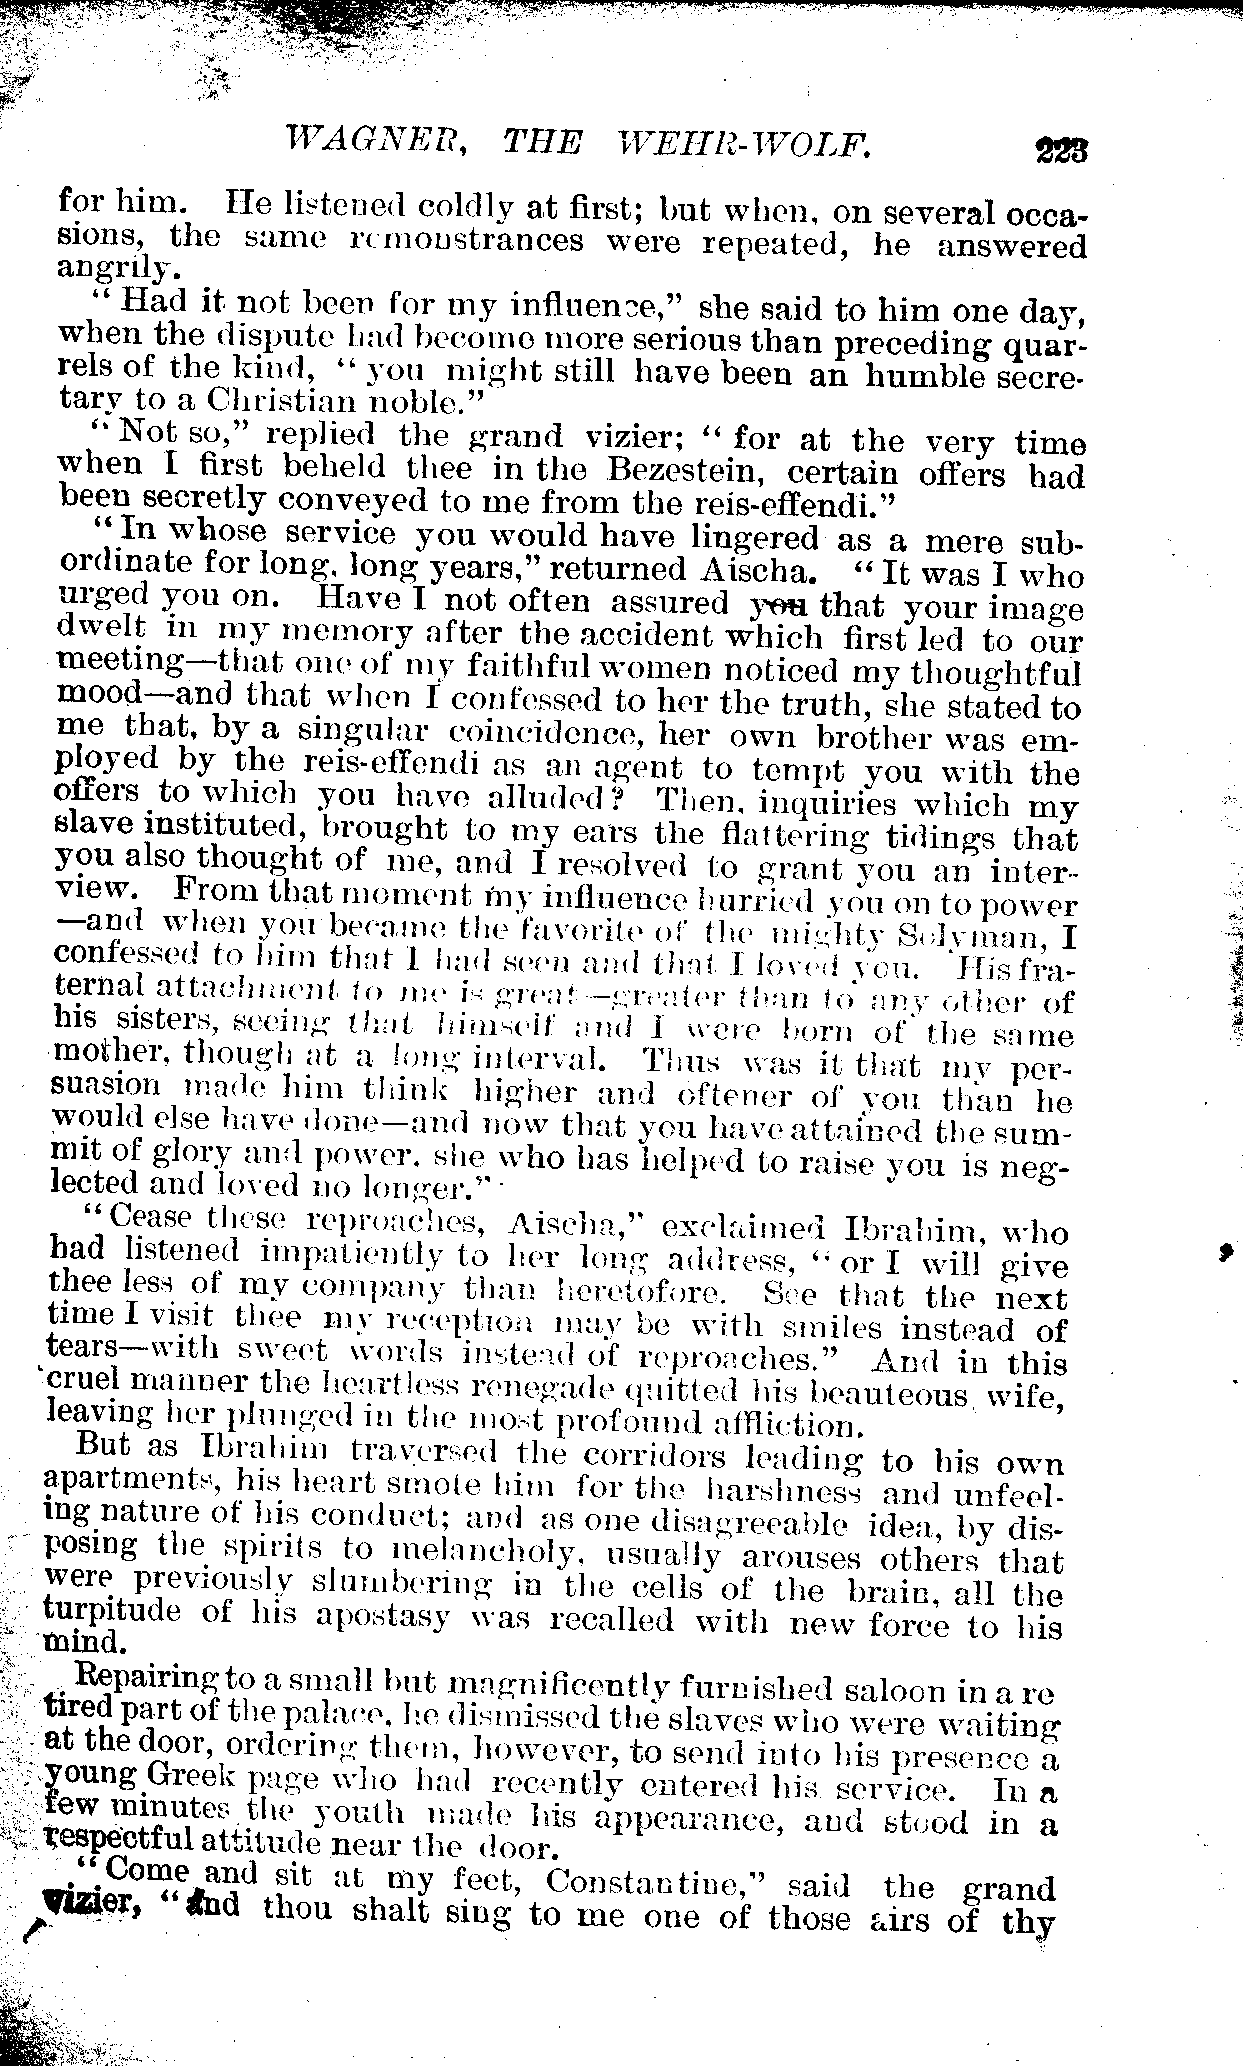 WAGNER, THE WEHR-WOLF. 223
for him. He listened coldly at first; but when, on several occa-
sions, the same remonstrances were repeated, he answered
angrily.
"Had it not been for my influence," she said to him one day,
when the dispute had become more serious than preceding quar-
rels of the kind, "you might still have been an humble secre-
tary to a Christian noble."
"Not so," replied the grand vizier; "for at the very time
when I first beheld thee in the Bezestein, certain offers had
been secretly conveyed to me from the reis-effendi."
"In whose service you would have lingered as a mere sub-
ordinate for long, long years," returned Aischa. "It was I who
urged you on. Have I not often assured you that your image
dwelt in my memory after the accident which first led to our
meeting—that one of my faithful women noticed my thoughtful
mood—and that when I confessed to her the truth, she stated to
me that, by a singular coincidence, her own brother was em-
ployed by the reis-effendi as an agent to tempt you with the
offers to which you have alluded? Then, inquiries which my
slave instituted, brought to my ears the flattering tidings that
you also thought of me, and I resolved to grant you an inter-
view. From that moment my influence hurried you on to power
—and when you became the favorite of the mighty Solyman, I
confessed to him that I had seen and that I loved you. His fra-
ternal attachment to me is great—greater than to any other of
his sisters, seeing that himself and I were born of the same
mother, though at a long interval. Thus was it that my per-
suasion made him think higher and oftener of you than he
would else have done—and now that you have attained the sum-
mit of glory and power, she who has helped to raise you is neg-
lected and loved no longer."
"Cease these reproaches, Aischa," exclaimed Ibrahim, who
had listened impatiently to her long address, "or I will give
thee less of my company than heretofore. See that the next
time I visit thee my reception may be with smiles instead of
tears—with sweet words instead of reproaches." And in this
cruel manner the heartless renegade quitted his beauteous wife,
leaving her plunged in the most profound affliction.
But as Ibrahim traversed the corridors leading to his own
apartments, his heart smote him for the harshness and unfeel-
ing nature of his conduct; and as one disagreeable idea, by dis-
posing the spirits to melancholy, usually arouses others that
were previously slumbering in the cells of the brain, all the
turpitude of his apostasy was recalled with new force to his
mind.
Repairing to a small but magnificently furnished saloon in a re
tired part of the palace, he dismissed the slaves who were waiting
at the door, ordering them, however, to send into his presence a
young Greek page who had recently entered his service. In a
few minutes the youth made his appearance, and stood in a
respectful attitude near the door.
"Come and sit at my feet, Constantine," said the grand
vizier, "and thou shalt sing to me one of those airs of thy